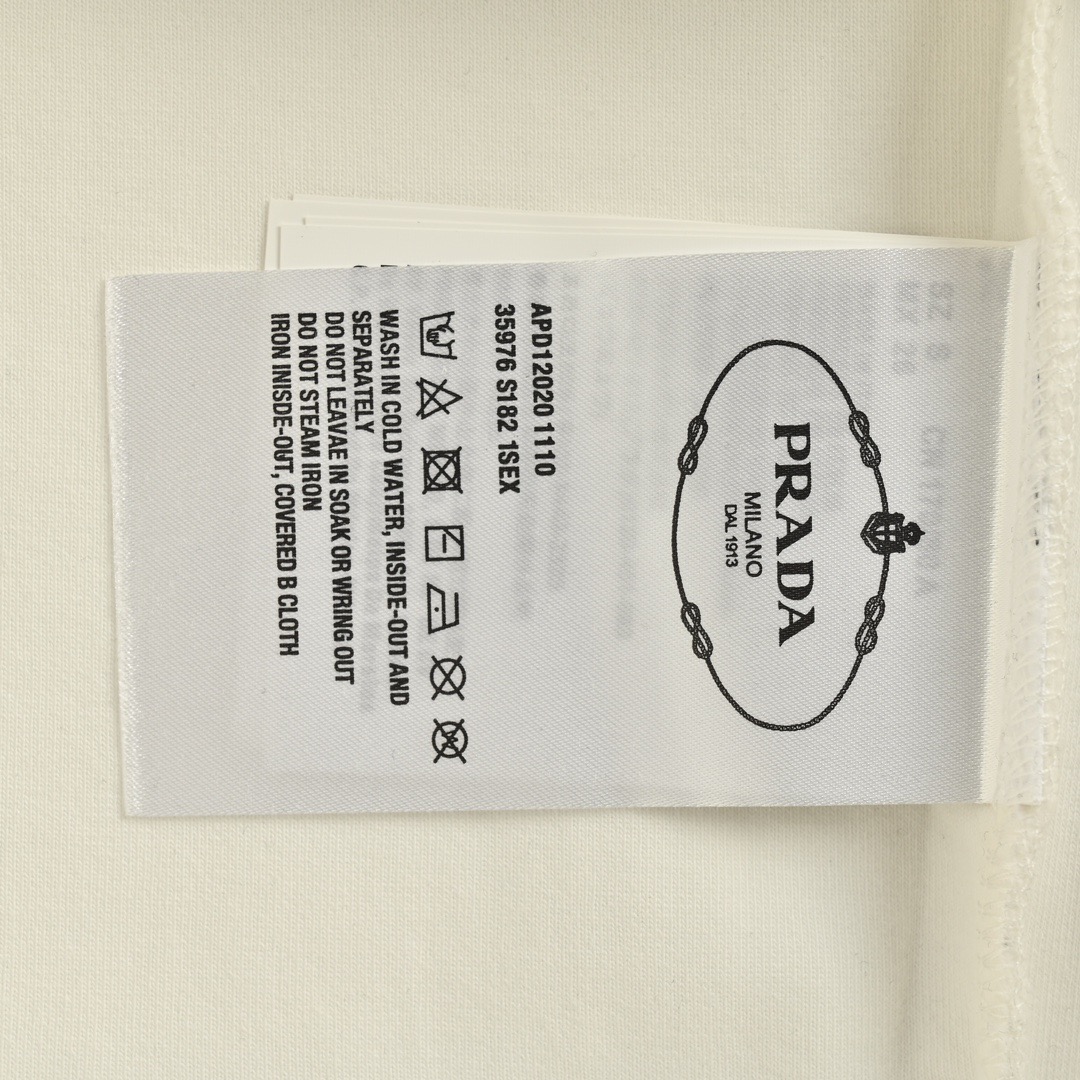 PRADA
MILANO
DAL 1913
APD12020 1110
35976 S182 1SEX
WASH IN COLD WATER, INSIDE-OUT AND
SEPARATELY
DO NOT LEAVAE IN SOAK OR WRING OUT
DO NOT STEAM IRON
IRON INISDE-OUT, COVERED B CLOTH